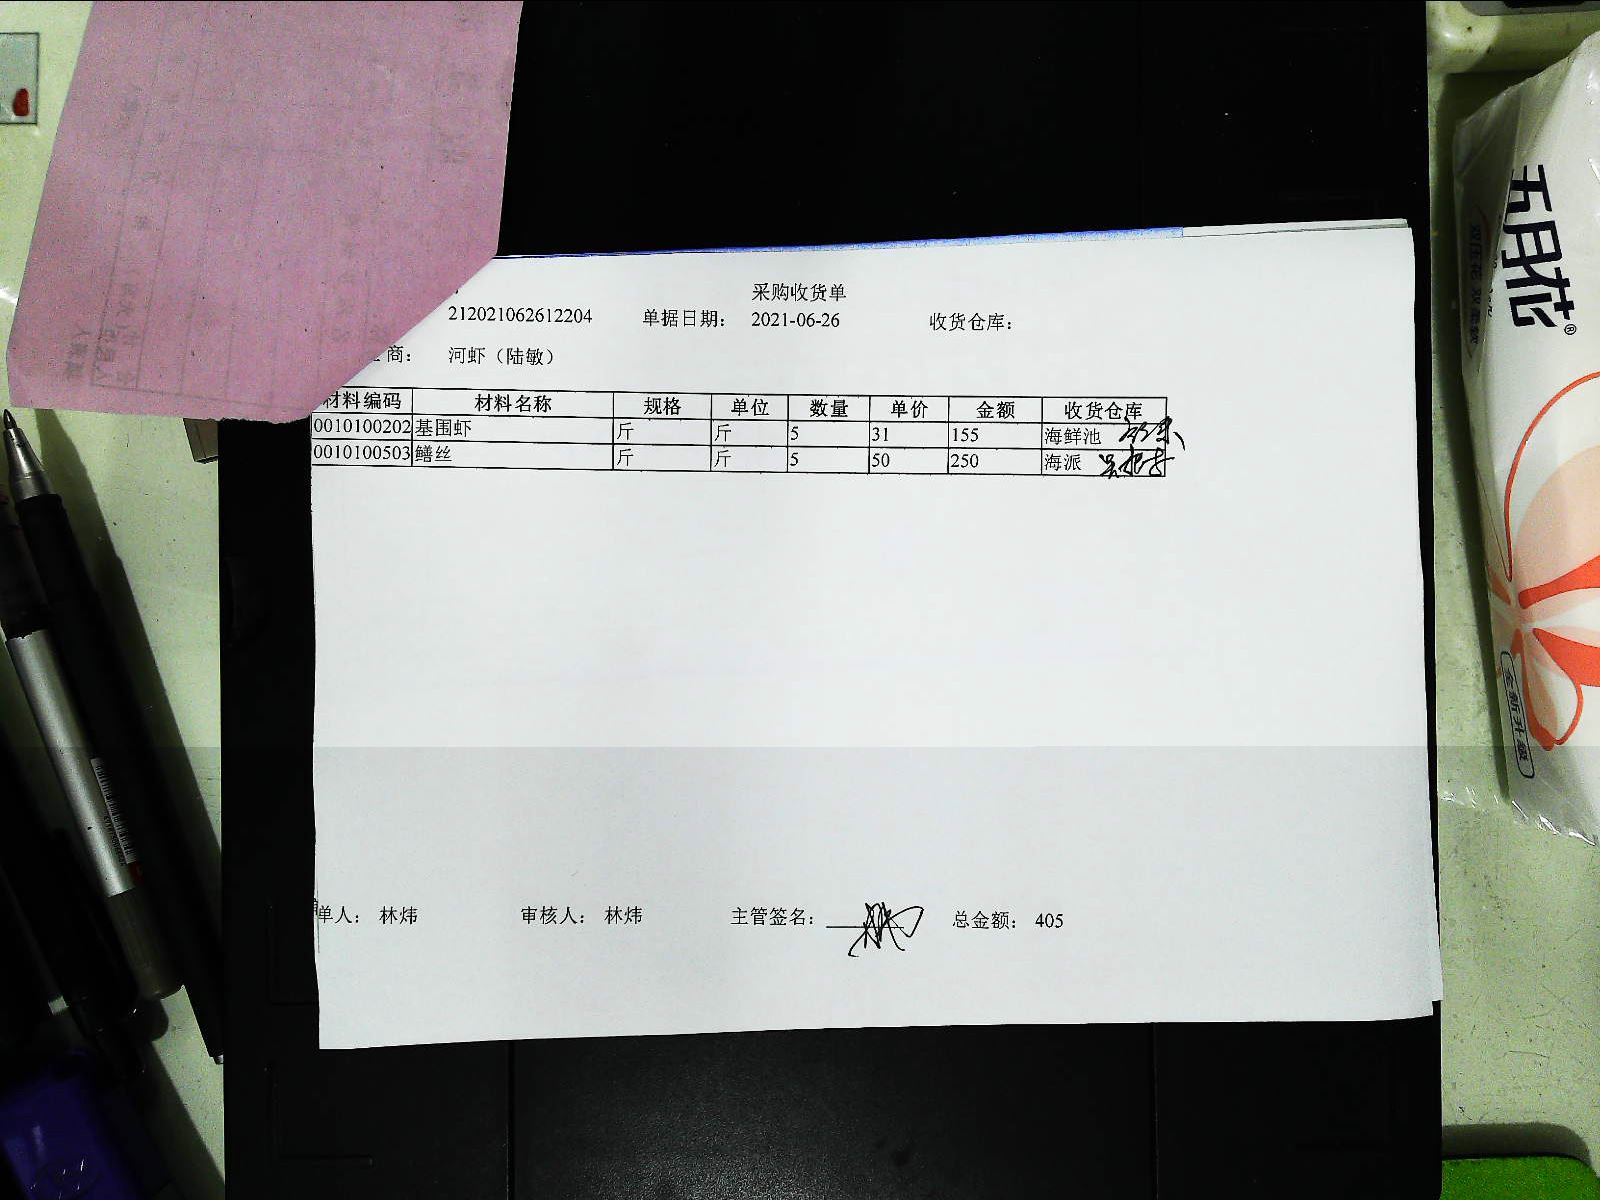 采购收货单
212021062612204 单据日期： 2021-06-26 收货仓库：
商： 河虾（陆敏）
材料编码 材料名称 规格 单位 数量 单价 金额 收货仓库
0010100202 基围虾 斤 斤 5 31 155 海鲜池
0010100503 鳝丝 斤 斤 5 50 250 海派
单人： 林炜 审核人： 林炜 主管签名： 总金额： 405
五月花®
全新升级